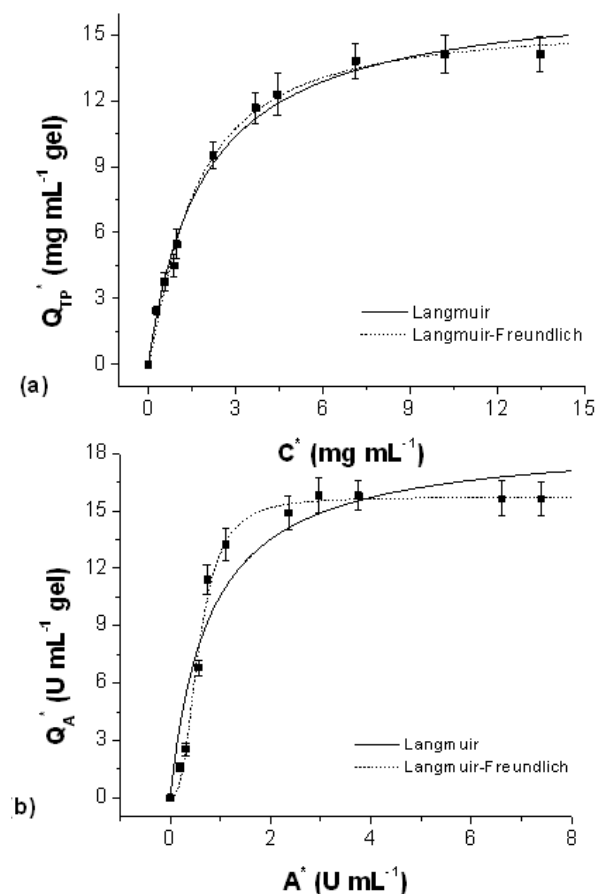 15
12
9
6
3
0
Q_TP^* (mg mL^-1 gel)
Langmuir
Langmuir-Freundlich
(a)
0 3 6 9 12 15
C^* (mg mL^-1)
18
15
12
9
6
3
0
Q_A^* (U mL^-1 gel)
Langmuir
Langmuir-Freundlich
(b)
0 2 4 6 8
A^* (U mL^-1)